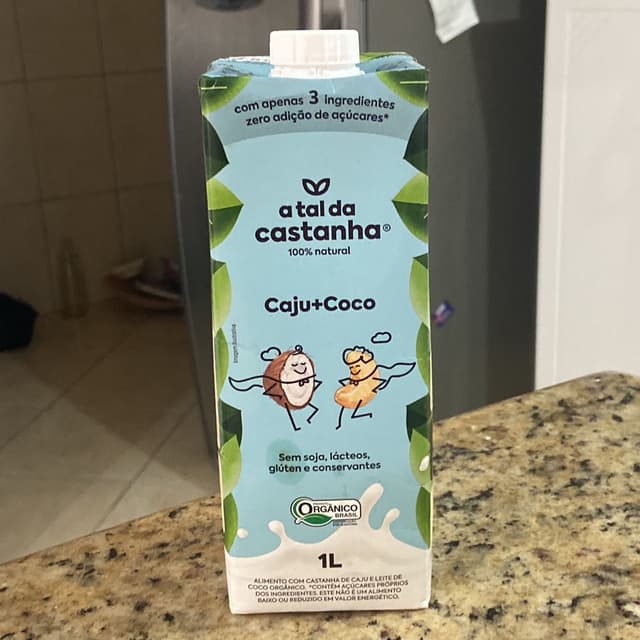 com apenas 3 ingredientes
zero adição de açúcares*
a tal da
castanha®
100% natural
Caju+Coco
Imagem ilustrativa
Sem soja, lácteos,
glúten e conservantes
ORGÂNICO
BRASIL
1L
ALIMENTO COM CASTANHA DE CAJU E LEITE DE
COCO ORGÂNICO. *CONTÉM AÇÚCARES PRÓPRIOS
DOS INGREDIENTES. ESTE NÃO É UM ALIMENTO
BAIXO OU REDUZIDO EM VALOR ENERGÉTICO.